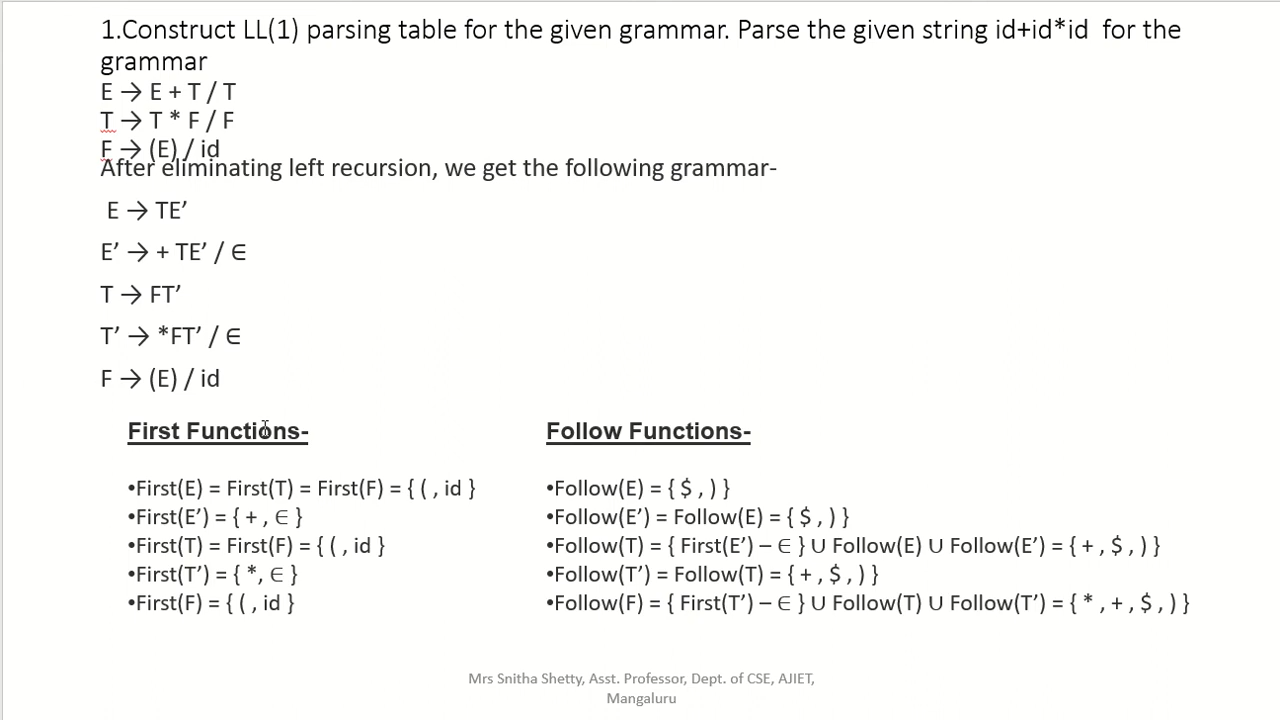 1.Construct LL(1) parsing table for the given grammar. Parse the given string id+id*id for the
grammar
E → E + T / T
T → T * F / F
F → (E) / id
After eliminating left recursion, we get the following grammar-
E → TE’
E’ → + TE’ / ∈
T → FT’
T’ → *FT’ / ∈
F → (E) / id
First Functions-
•First(E) = First(T) = First(F) = { ( , id }
•First(E’) = { + , ∈ }
•First(T) = First(F) = { ( , id }
•First(T’) = { *, ∈ }
•First(F) = { ( , id }
Follow Functions-
•Follow(E) = { $ , ) }
•Follow(E’) = Follow(E) = { $ , ) }
•Follow(T) = { First(E’) – ∈ } ∪ Follow(E) ∪ Follow(E’) = { + , $ , ) }
•Follow(T’) = Follow(T) = { + , $ , ) }
•Follow(F) = { First(T’) – ∈ } ∪ Follow(T) ∪ Follow(T’) = { * , + , $ , ) }
Mrs Snitha Shetty, Asst. Professor, Dept. of CSE, AJIET,
Mangaluru